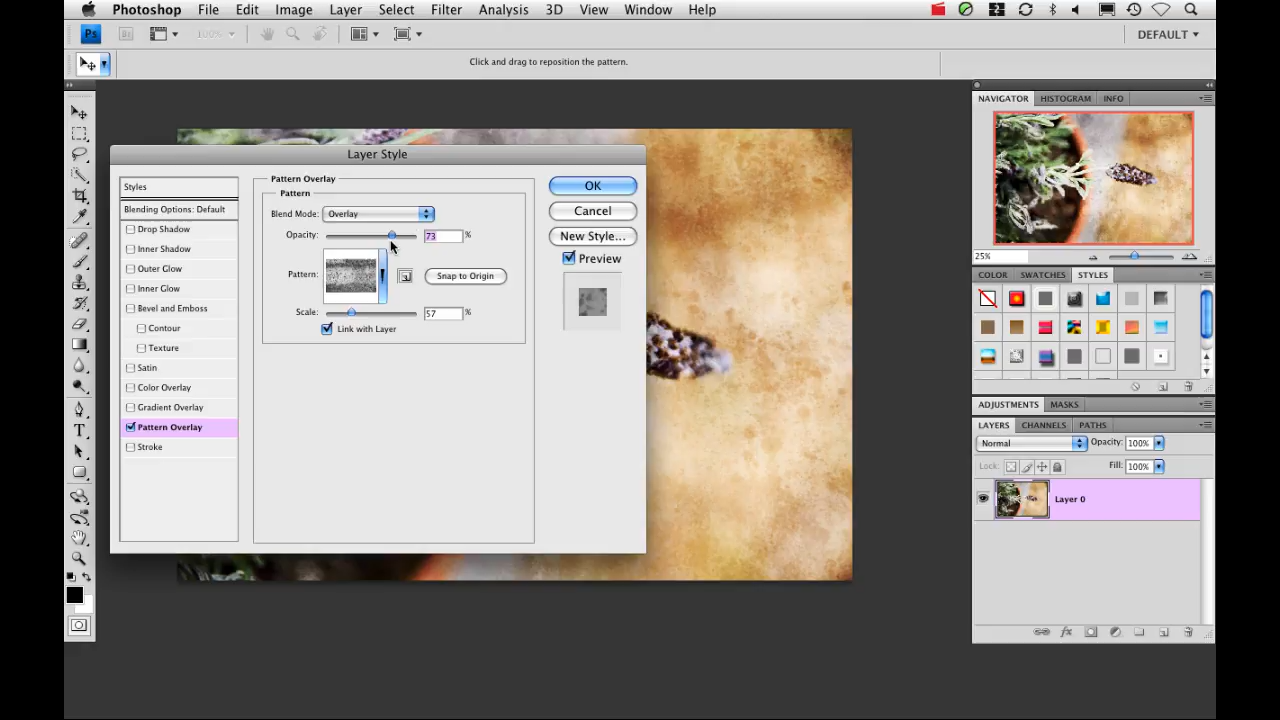 Photoshop File Edit Image Layer Select Filter Analysis 3D View Window Help
Ps Br 100% DEFAULT
Click and drag to reposition the pattern.
NAVIGATOR HISTOGRAM INFO
25%
Layer Style
Styles
Blending Options: Default
Drop Shadow
Inner Shadow
Outer Glow
Inner Glow
Bevel and Emboss
Contour
Texture
Satin
Color Overlay
Gradient Overlay
Pattern Overlay
Stroke
Pattern Overlay
Pattern
Blend Mode: Overlay
Opacity: 73 %
Pattern: Snap to Origin
Scale: 57 %
Link with Layer
OK
Cancel
New Style...
Preview
COLOR SWATCHES STYLES
ADJUSTMENTS MASKS
LAYERS CHANNELS PATHS
Normal Opacity: 100%
Lock: Fill: 100%
Layer 0
fx
T